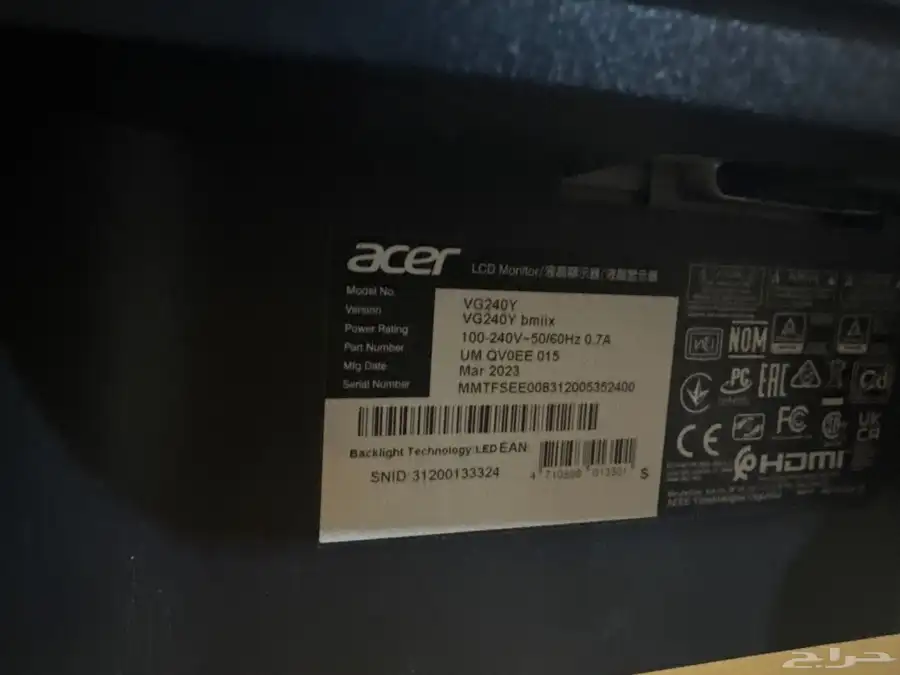 acer LCD Monitor/液晶顯示器/液晶显示器
Model No. VG240Y
Version VG240Y bmiix
Power Rating 100-240V~50/60Hz 0.7A
Part Number UM QV0EE 015
Mfg Date Mar 2023
Serial Number MMTFSEE008312005352400
Backlight Technology:LED EAN:
SNID 31200133324
S
NOM
PC
EAC
Cd
CE
FC
UK
CA
HDMI
حراج